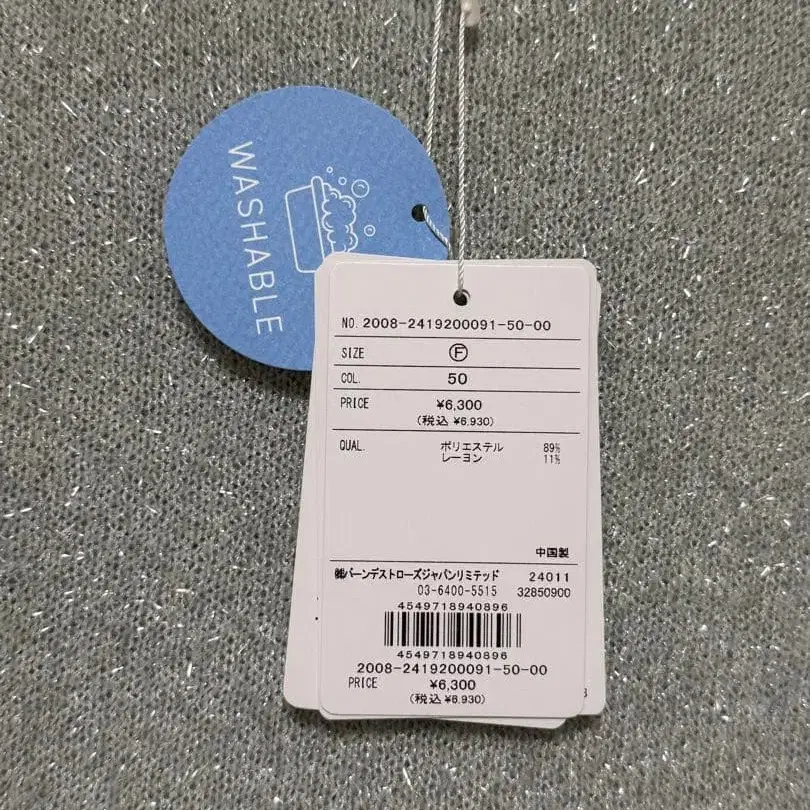 WASHABLE
NO. 2008-2419200091-50-00
SIZE Ⓕ
COL. 50
PRICE ¥6,300
(税込 ¥6,930)
QUAL. ポリエステル 89%
レーヨン 11%
中国製
㈱バーンデストローズジャパンリミテッド 24011
03-6400-5515 32850900
4549718940896
4549718940896
2008-2419200091-50-00
PRICE ¥6,300
(税込 ¥6,930)